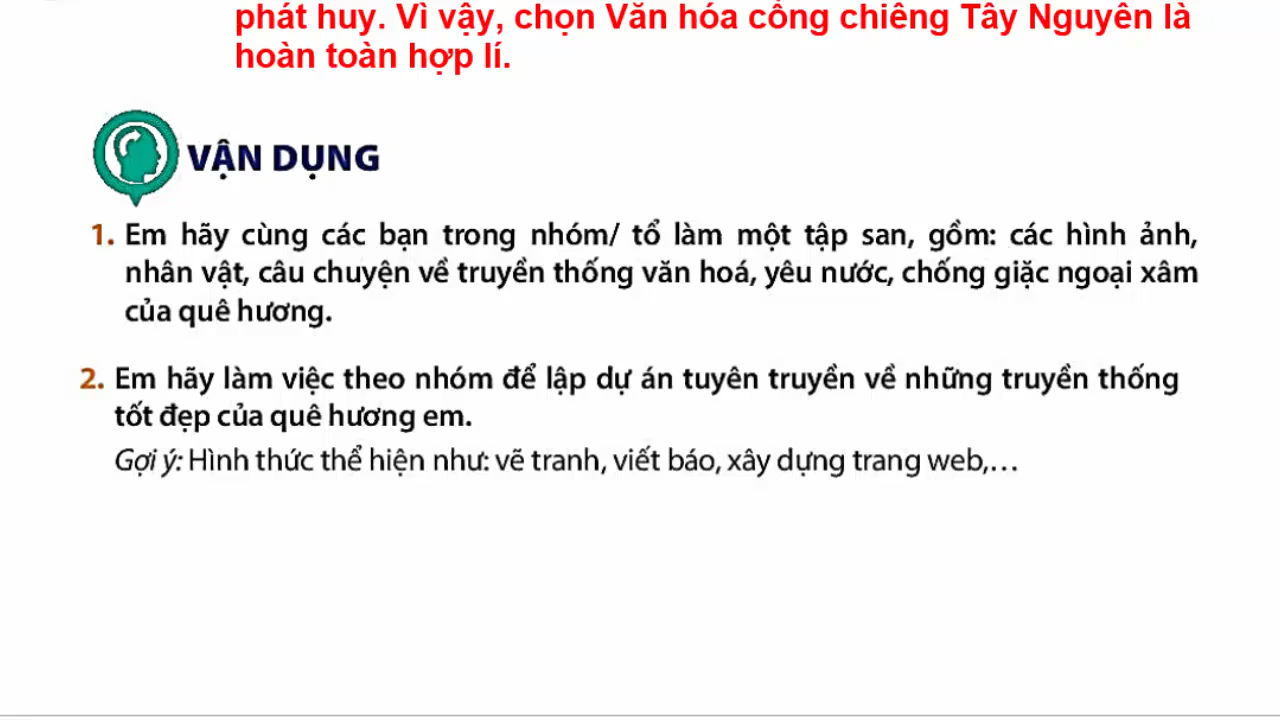 phát huy. Vì vậy, chọn Văn hóa cồng chiêng Tây Nguyên là
hoàn toàn hợp lí.
VẬN DỤNG
1. Em hãy cùng các bạn trong nhóm/ tổ làm một tập san, gồm: các hình ảnh,
nhân vật, câu chuyện về truyền thống văn hoá, yêu nước, chống giặc ngoại xâm
của quê hương.
2. Em hãy làm việc theo nhóm để lập dự án tuyên truyền về những truyền thống
tốt đẹp của quê hương em.
Gợi ý: Hình thức thể hiện như: vẽ tranh, viết báo, xây dựng trang web,...